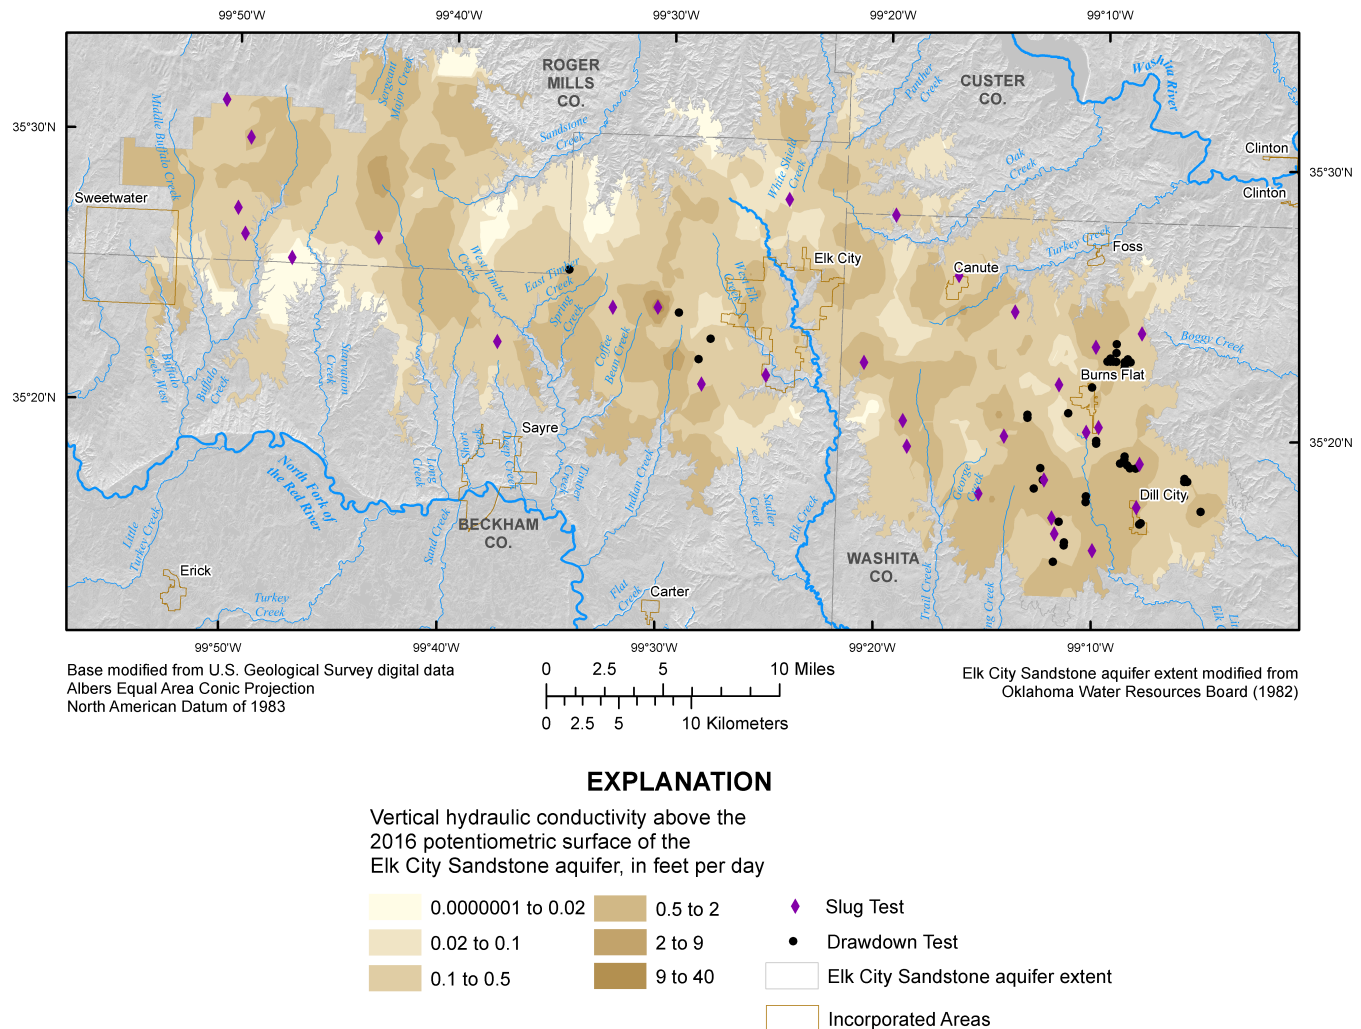 99°50'W
99°40'W
99°30'W
99°20'W
99°10'W
35°30'N
35°20'N
35°30'N
35°20'N
ROGER
MILLS
CO.
CUSTER
CO.
Washita
River
Panther
Creek
Sergeant
Major Creek
Middle Buffalo Creek
Sandstone
Creek
White Shield
Creek
Oak
Creek
Clinton
Clinton
Sweetwater
Turkey Creek
Foss
Elk City
Canute
West Timber
Creek
East Timber
Creek
Spring
Creek
West Elk
Creek
Coffee
Bean Creek
Boggy Creek
Buffalo
Creek West
Buffalo
Creek
Starvation
Creek
Burns Flat
Sayre
Short
Creek
Deep Creek
Long
Creek
Timber
Creek
Indian Creek
Sadler
Creek
Elk Creek
George
Creek
Dill City
North Fork of
the Red River
BECKHAM
CO.
Sand Creek
Little
Turkey Creek
WASHITA
CO.
Erick
Turkey
Creek
Flat
Creek
Carter
Trail Creek
ng Creek
Elk C
Lit
99°50'W
99°40'W
99°30'W
99°20'W
99°10'W
Base modified from U.S. Geological Survey digital data
Albers Equal Area Conic Projection
North American Datum of 1983
0 2.5 5 10 Miles
0 2.5 5 10 Kilometers
Elk City Sandstone aquifer extent modified from
Oklahoma Water Resources Board (1982)
EXPLANATION
Vertical hydraulic conductivity above the
2016 potentiometric surface of the
Elk City Sandstone aquifer, in feet per day
0.0000001 to 0.02
0.02 to 0.1
0.1 to 0.5
0.5 to 2
2 to 9
9 to 40
Slug Test
Drawdown Test
Elk City Sandstone aquifer extent
Incorporated Areas